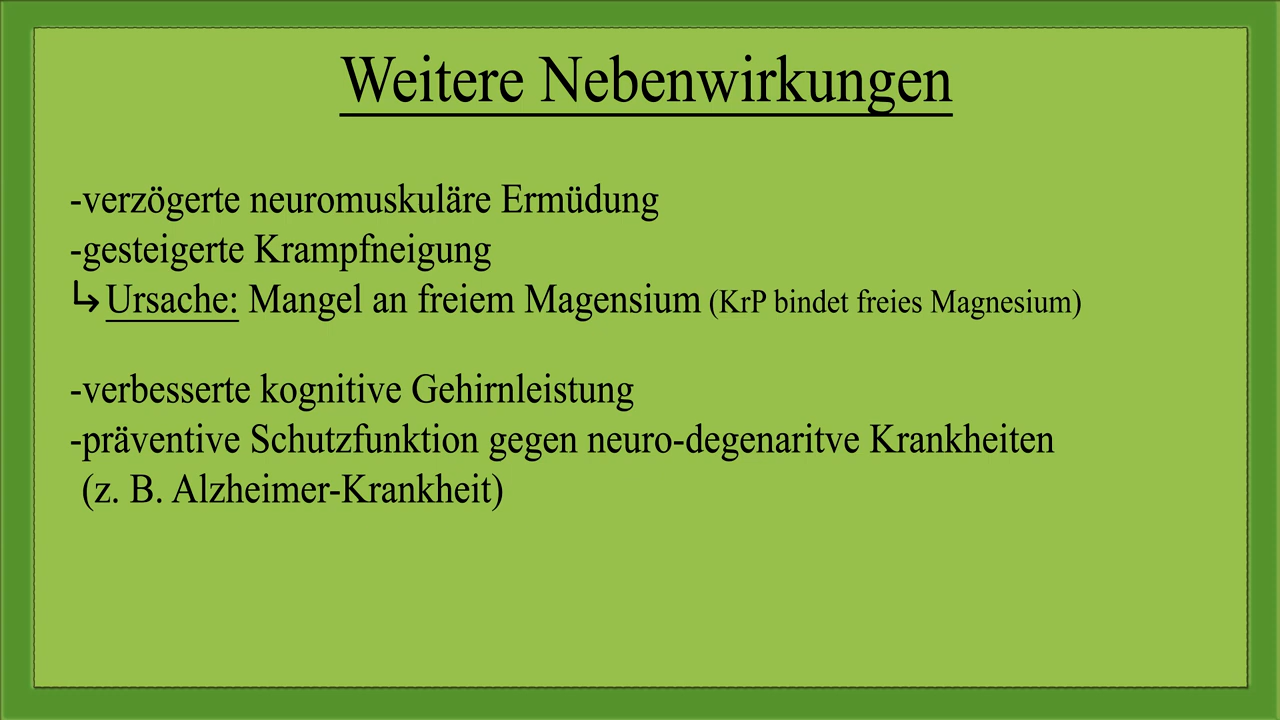 Weitere Nebenwirkungen
-verzögerte neuromuskuläre Ermüdung
-gesteigerte Krampfneigung
↳Ursache: Mangel an freiem Magensium (KrP bindet freies Magnesium)
-verbesserte kognitive Gehirnleistung
-präventive Schutzfunktion gegen neuro-degenaritve Krankheiten
(z. B. Alzheimer-Krankheit)